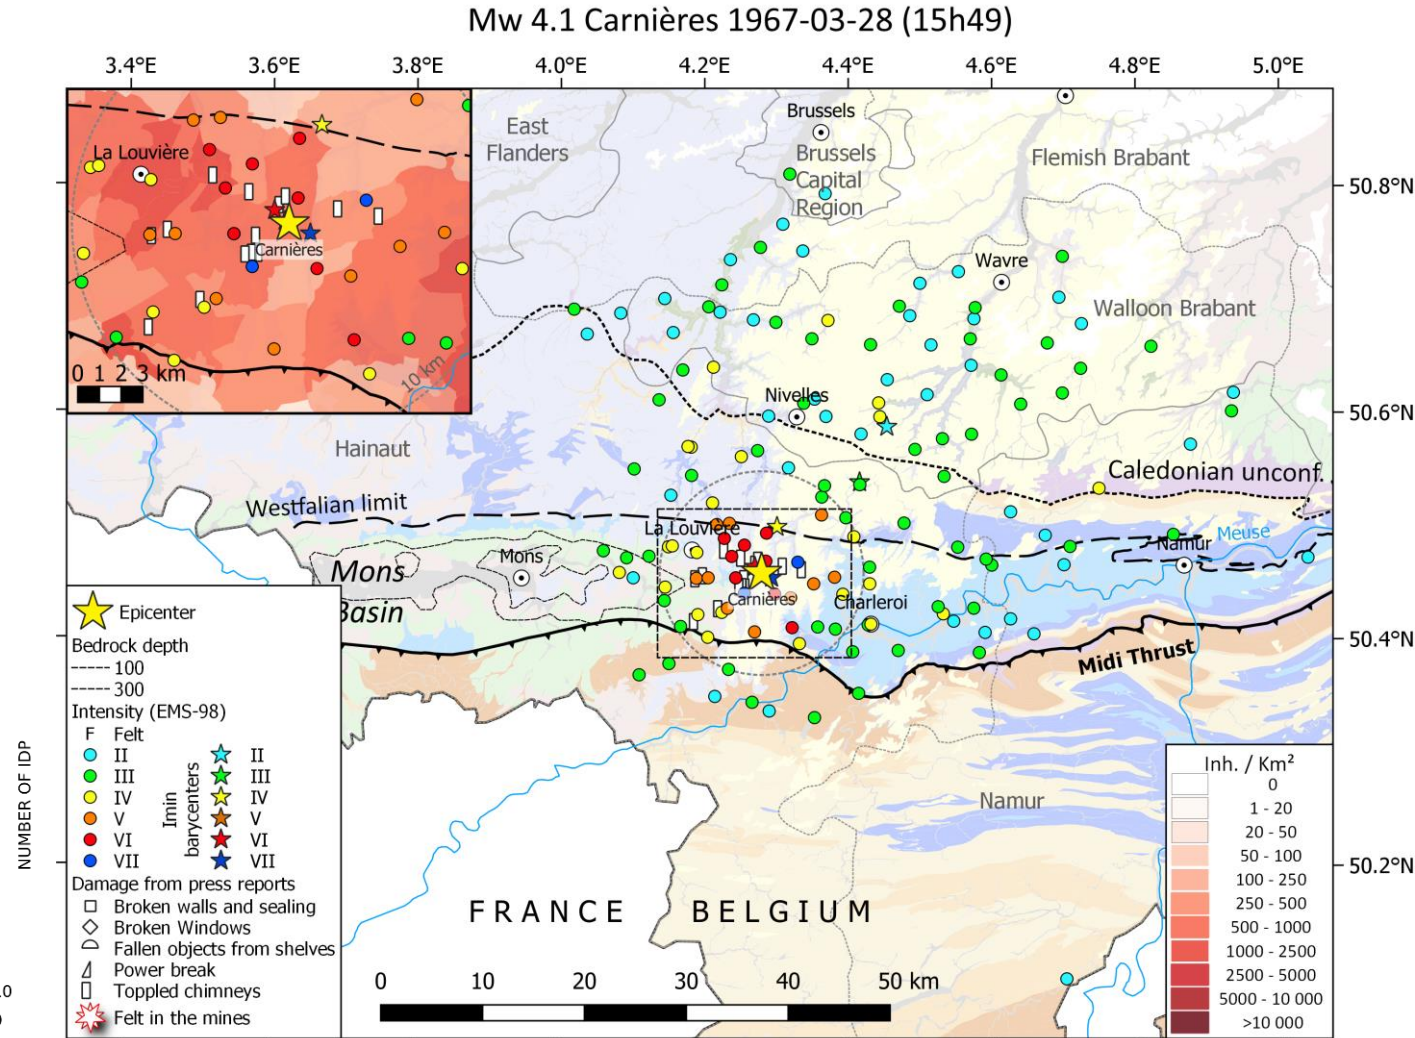 Mw 4.1 Carnières 1967-03-28 (15h49)
3.4°E 3.6°E 3.8°E 4.0°E 4.2°E 4.4°E 4.6°E 4.8°E 5.0°E
50.8°N
50.6°N
50.4°N
50.2°N
La Louvière
Carnières
0 1 2 3 km
10 km
East
Flanders
Brussels
Brussels
Capital
Region
Flemish Brabant
Wavre
Walloon Brabant
Nivelles
Hainaut
Westfalian limit
Caledonian unconf.
La Louvière
Mons
Mons
Basin
Carnières
Charleroi
Namur
Meuse
Midi Thrust
Namur
FRANCE
BELGIUM
0 10 20 30 40 50 km
Epicenter
Bedrock depth
100
300
Intensity (EMS-98)
F Felt
II II
III III
IV IV
V V
VI VI
VII VII
Imin
barycenters
Damage from press reports
Broken walls and sealing
Broken Windows
Fallen objects from shelves
Power break
Toppled chimneys
Felt in the mines
Inh. / Km²
0
1 - 20
20 - 50
50 - 100
100 - 250
250 - 500
500 - 1000
1000 - 2500
2500 - 5000
5000 - 10 000
>10 000
NUMBER OF IDP